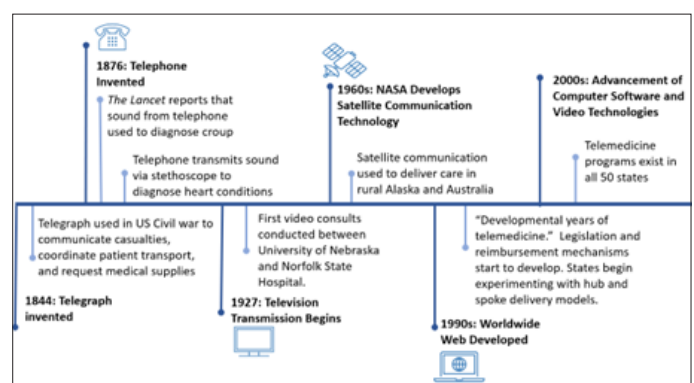 1876: Telephone
Invented
The Lancet reports that
sound from telephone
used to diagnose croup
Telephone transmits sound
via stethoscope to
diagnose heart conditions
1960s: NASA Develops
Satellite Communication
Technology
Satellite communication
used to deliver care in
rural Alaska and Australia
2000s: Advancement of
Computer Software and
Video Technologies
Telemedicine
programs exist in
all 50 states
Telegraph used in US Civil war to
communicate casualties,
coordinate patient transport,
and request medical supplies
1844: Telegraph
invented
First video consults
conducted between
University of Nebraska
and Norfolk State
Hospital.
1927: Television
Transmission Begins
“Developmental years of
telemedicine.” Legislation and
reimbursement mechanisms
start to develop. States begin
experimenting with hub and
spoke delivery models.
1990s: Worldwide
Web Developed